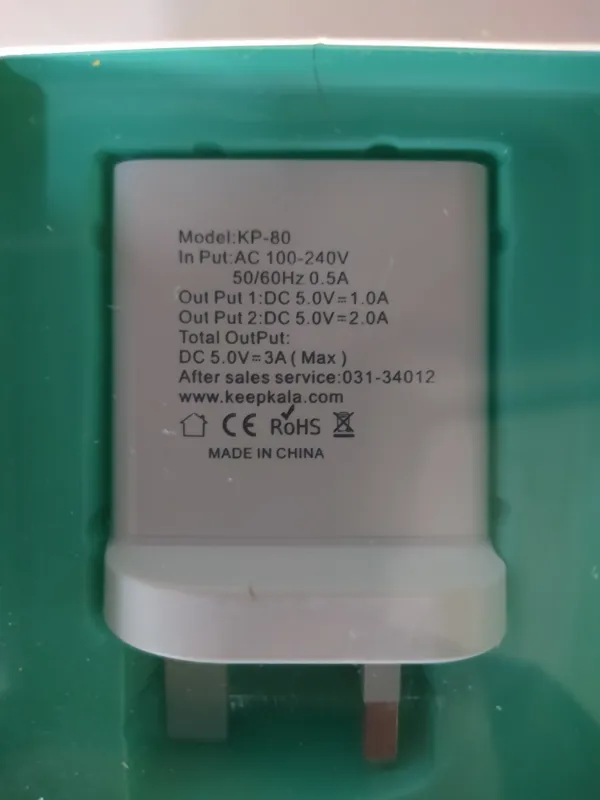 Model:KP-80
In Put:AC 100-240V
50/60Hz 0.5A
Out Put 1:DC 5.0V=1.0A
Out Put 2:DC 5.0V=2.0A
Total OutPut:
DC 5.0V=3A ( Max )
After sales service:031-34012
www.keepkala.com
CE RoHS
MADE IN CHINA